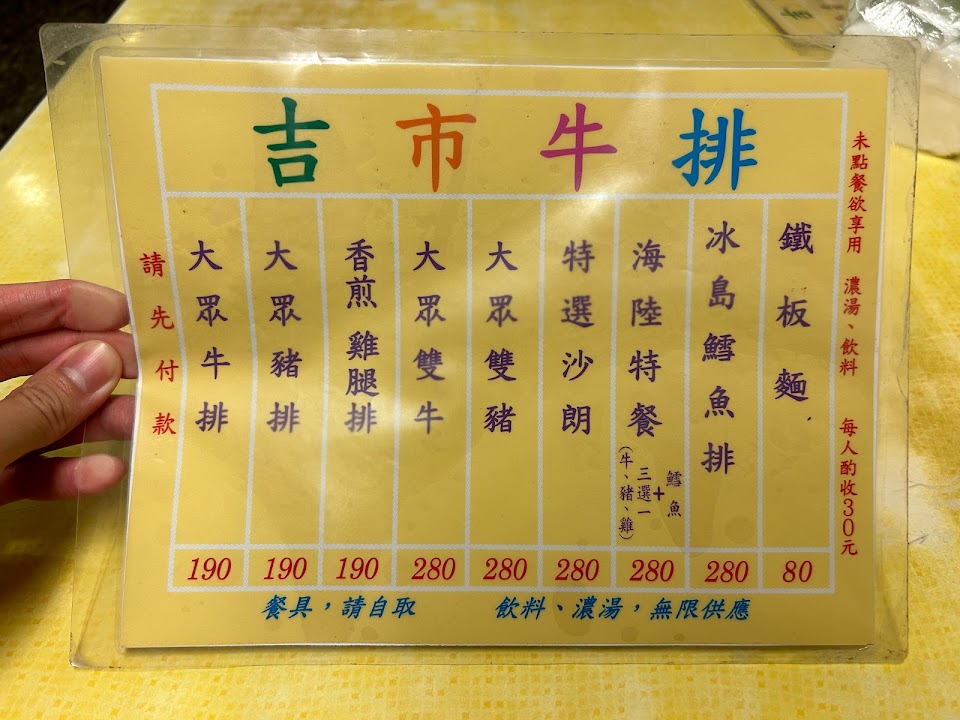 吉市牛排
未點餐欲享用 濃湯、飲料 每人酌收30元
鐵板麵
80
冰島鱈魚排
280
海陸特餐
鱈魚
+
三選一
(牛、豬、雞)
280
特選沙朗
280
大眾雙豬
280
大眾雙牛
280
香煎雞腿排
190
大眾豬排
190
大眾牛排
190
請先付款
餐具，請自取
飲料、濃湯，無限供應